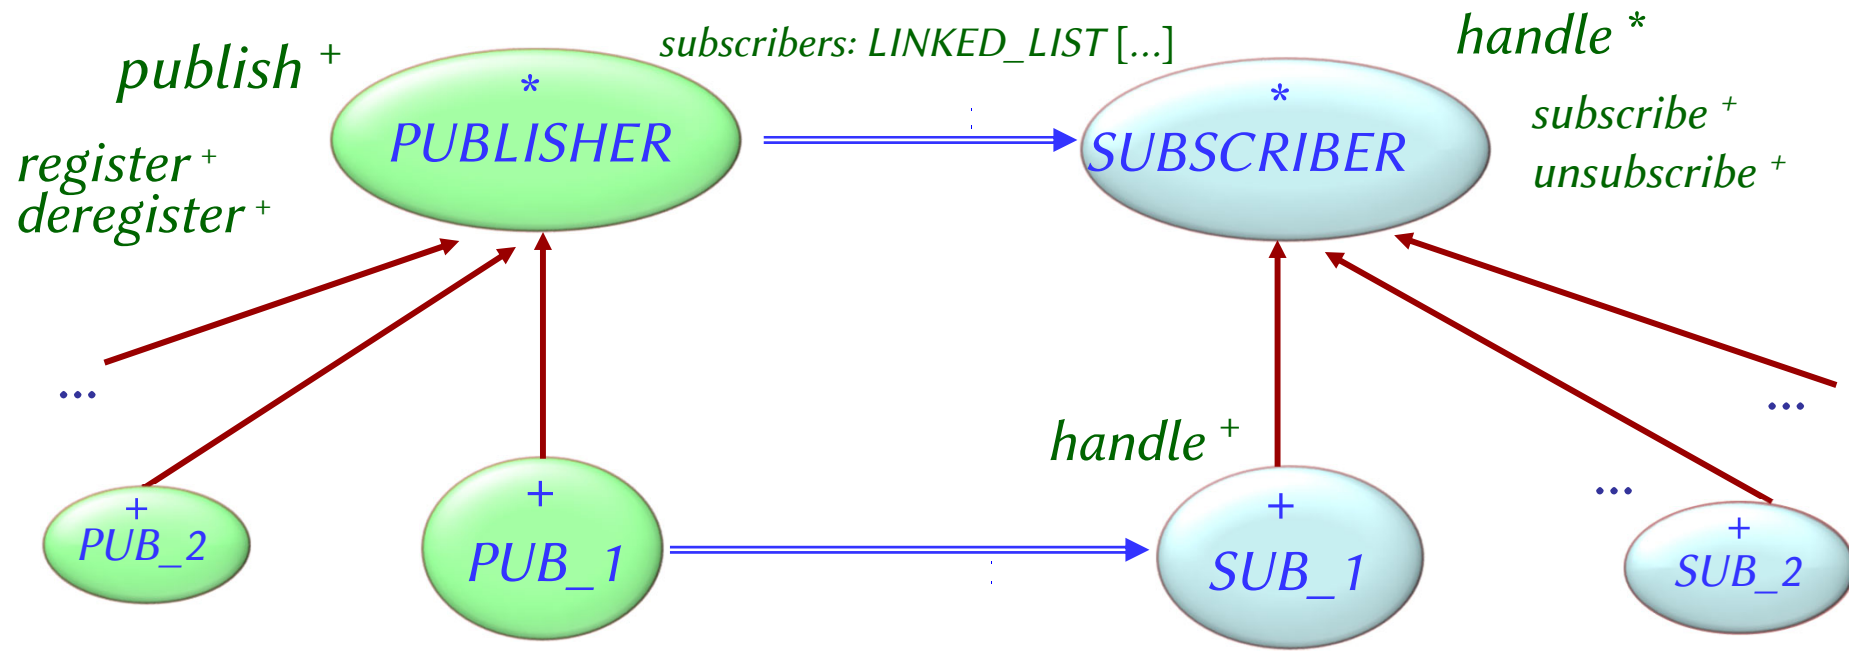 publish +
subscribers: LINKED_LIST [...]
handle *
*
PUBLISHER
*
SUBSCRIBER
subscribe +
unsubscribe +
register +
deregister +
...
...
handle +
...
+
PUB_2
+
PUB_1
+
SUB_1
+
SUB_2